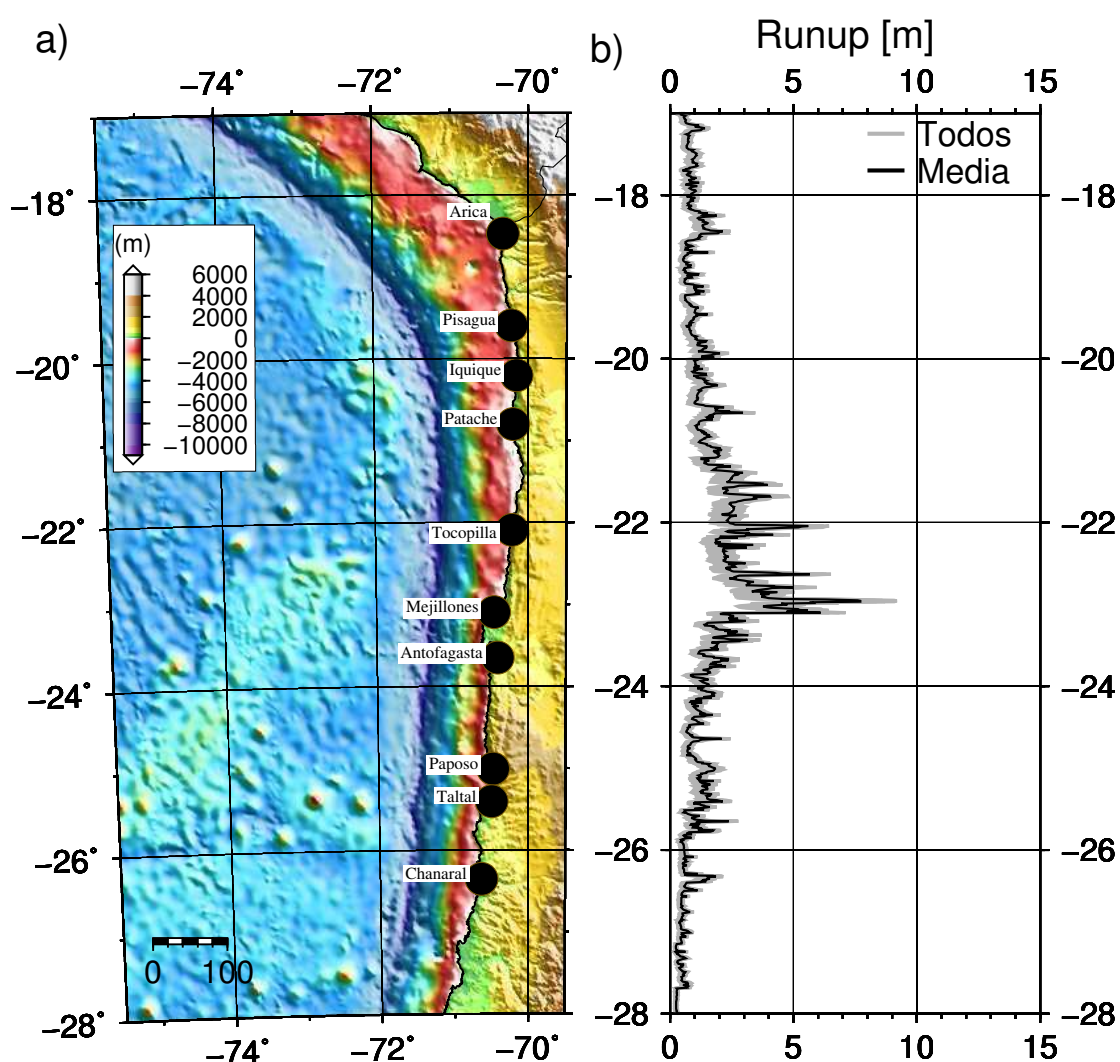 a)
−74˚ −72˚ −70˚
−18˚
−20˚
−22˚
−24˚
−26˚
−28˚
−74˚ −72˚ −70˚
(m)
6000
4000
2000
0
−2000
−4000
−6000
−8000
−10000
Arica
Pisagua
Iquique
Patache
Tocopilla
Mejillones
Antofagasta
Paposo
Taltal
Chanaral
0 100
b)
Runup [m]
0 5 10 15
Todos
Media
−18 −18
−20 −20
−22 −22
−24 −24
−26 −26
−28 −28
0 5 10 15